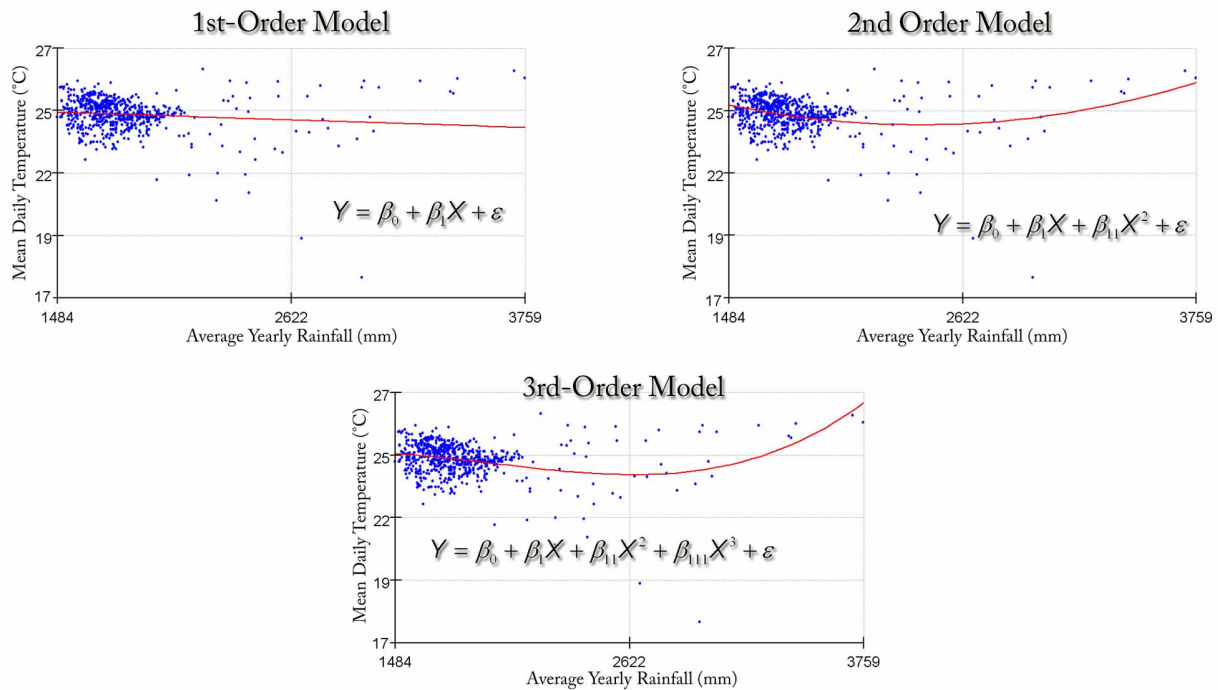 1st-Order Model
27
25
22
19
17
Mean Daily Temperature (°C)
Y = β₀ + β₁X + ε
1484
2622
3759
Average Yearly Rainfall (mm)
2nd Order Model
27
25
22
19
17
Mean Daily Temperature (°C)
Y = β₀ + β₁X + β₁₁X² + ε
1484
2622
3759
Average Yearly Rainfall (mm)
3rd-Order Model
27
25
22
19
17
Mean Daily Temperature (°C)
Y = β₀ + β₁X + β₁₁X² + β₁₁₁X³ + ε
1484
2622
3759
Average Yearly Rainfall (mm)